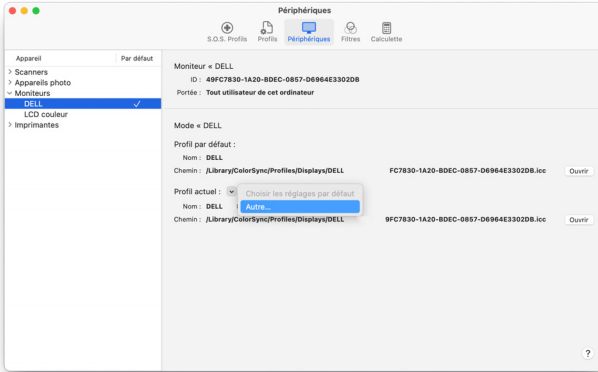 Périphériques
S.O.S. Profils Profils Périphériques Filtres Calculette
Appareil Par défaut
Scanners
Appareils photo
Moniteurs
DELL
LCD couleur
Imprimantes
Moniteur « DELL
ID : 49FC7830-1A20-BDEC-0857-D6964E3302DB
Portée : Tout utilisateur de cet ordinateur
Mode « DELL
Profil par défaut :
Nom : DELL
Chemin : /Library/ColorSync/Profiles/Displays/DELL FC7830-1A20-BDEC-0857-D6964E3302DB.icc Ouvrir
Profil actuel : Choisir les réglages par défaut
Nom : DELL Autre...
Chemin : /Library/ColorSync/Profiles/Displays/DELL 9FC7830-1A20-BDEC-0857-D6964E3302DB.icc Ouvrir
?